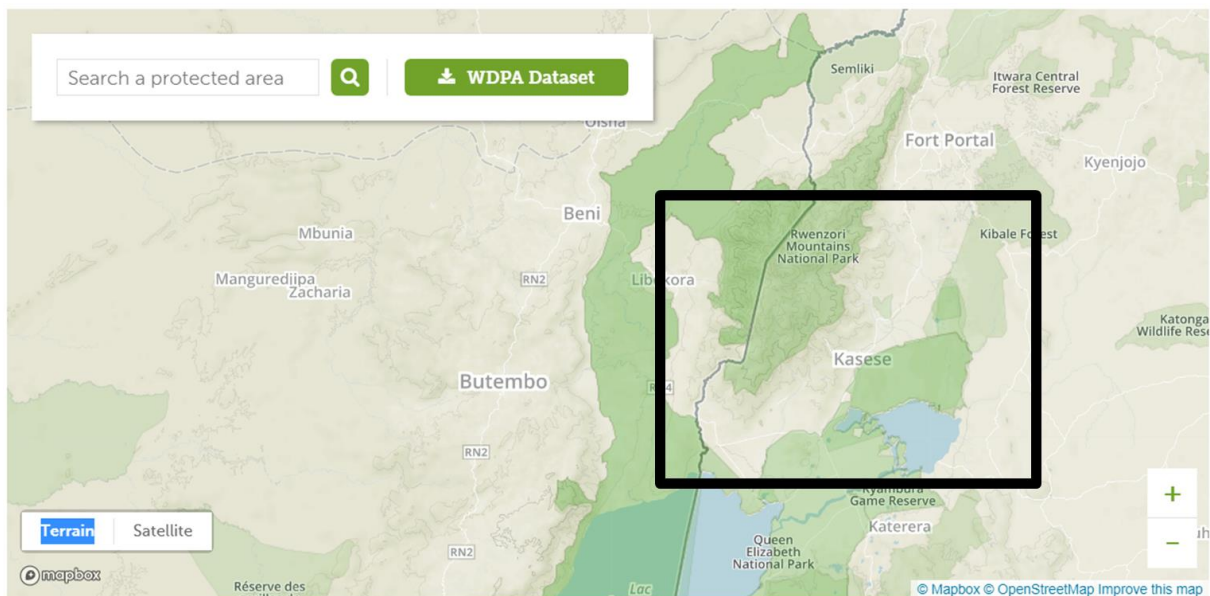 Search a protected area
WDPA Dataset
Semliki
Itwara Central
Forest Reserve
Oisha
Fort Portal
Kyenjojo
Beni
Mbunia
Rwenzori
Mountains
National Park
Kibale Forest
Manguredjipa
Zacharia
RN2
Katonga
Kasese
Butembo
RN2
Kyambura
Game Reserve
Katerera
Terrain
Satellite
RN2
Queen
Elizabeth
National Park
mapbox
Réserve des
Lac
© Mapbox © OpenStreetMap Improve this map